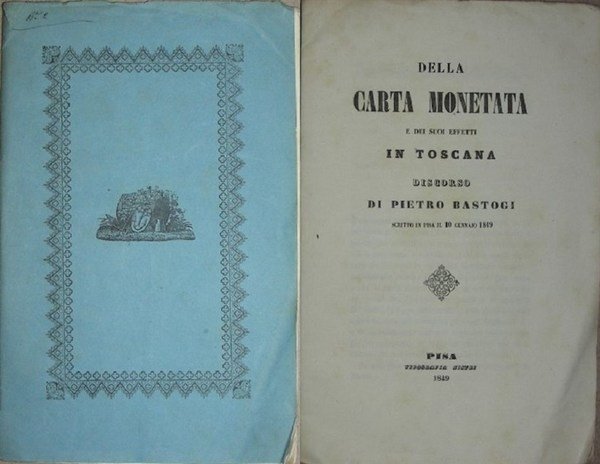 DELLA
CARTA MONETATA
E DEI SUOI EFFETTI
IN TOSCANA
DISCORSO
DI PIETRO BASTOGI
SCRITTO IN PISA IL 10 GENNAJO 1849
PISA
TIPOGRAFIA NISTRI
1849